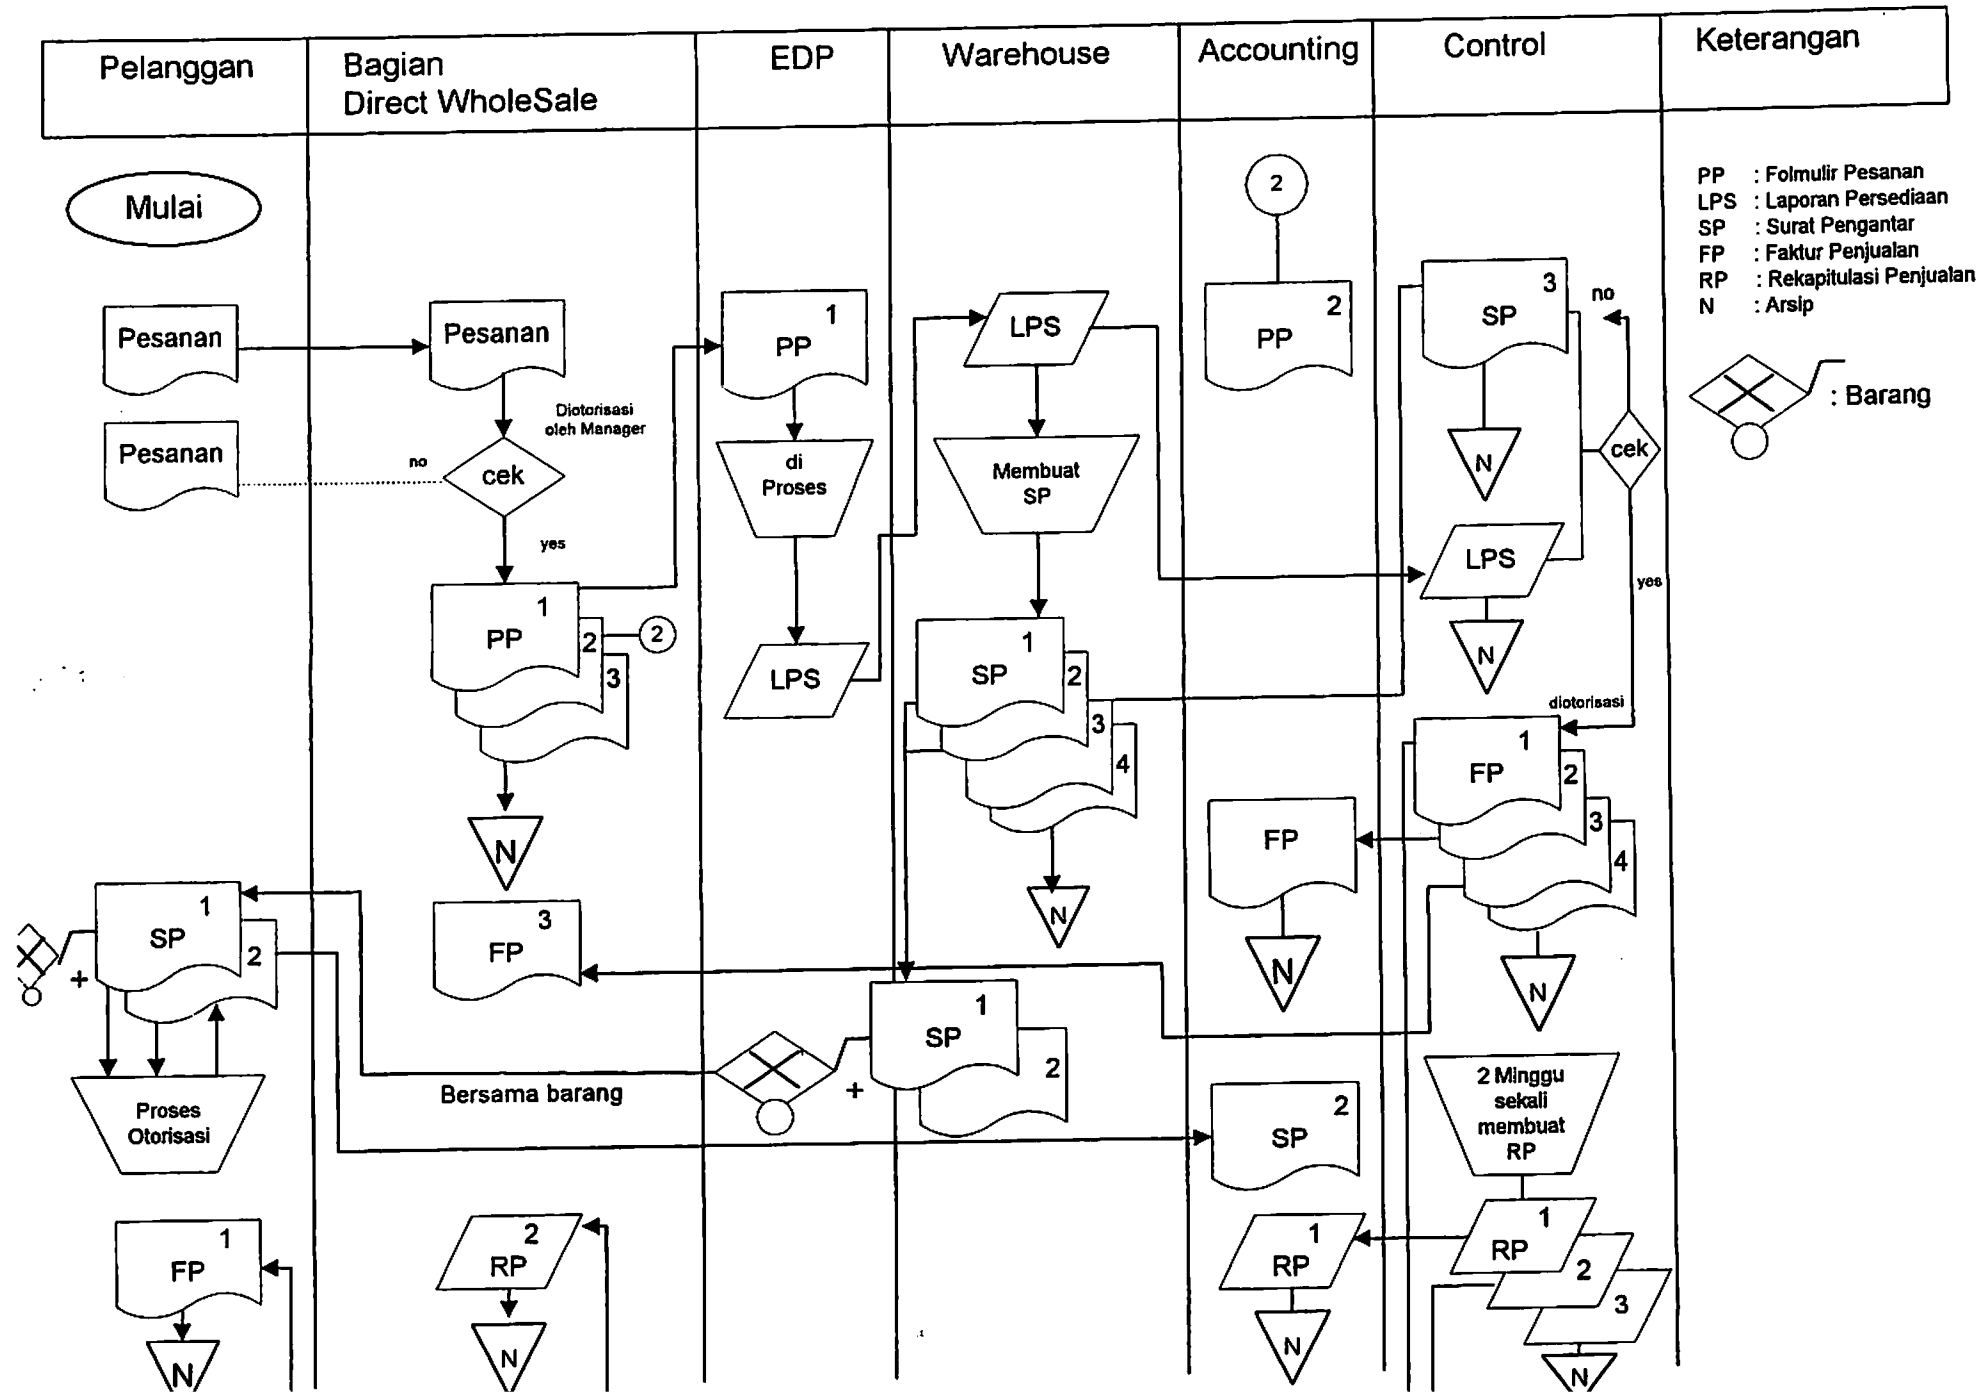 Pelanggan
Bagian
Direct WholeSale
EDP
Warehouse
Accounting
Control
Keterangan
Mulai
Pesanan
Pesanan
no
Pesanan
Diotorisasi
oleh Manager
cek
yes
1
PP
2
3
2
N
3
FP
1
PP
di
Proses
LPS
LPS
Membuat
SP
1
SP
2
3
4
N
1
SP
2
+
Bersama barang
2
2
PP
FP
N
2
SP
1
RP
N
3
SP
no
N
cek
LPS
yes
N
diotorisasi
1
FP
2
3
4
N
2 Minggu
sekali
membuat
RP
1
RP
2
3
N
1
SP
2
+
Proses
Otorisasi
1
FP
N
2
RP
N
PP : Folmulir Pesanan
LPS : Laporan Persediaan
SP : Surat Pengantar
FP : Faktur Penjualan
RP : Rekapitulasi Penjualan
N : Arsip
: Barang